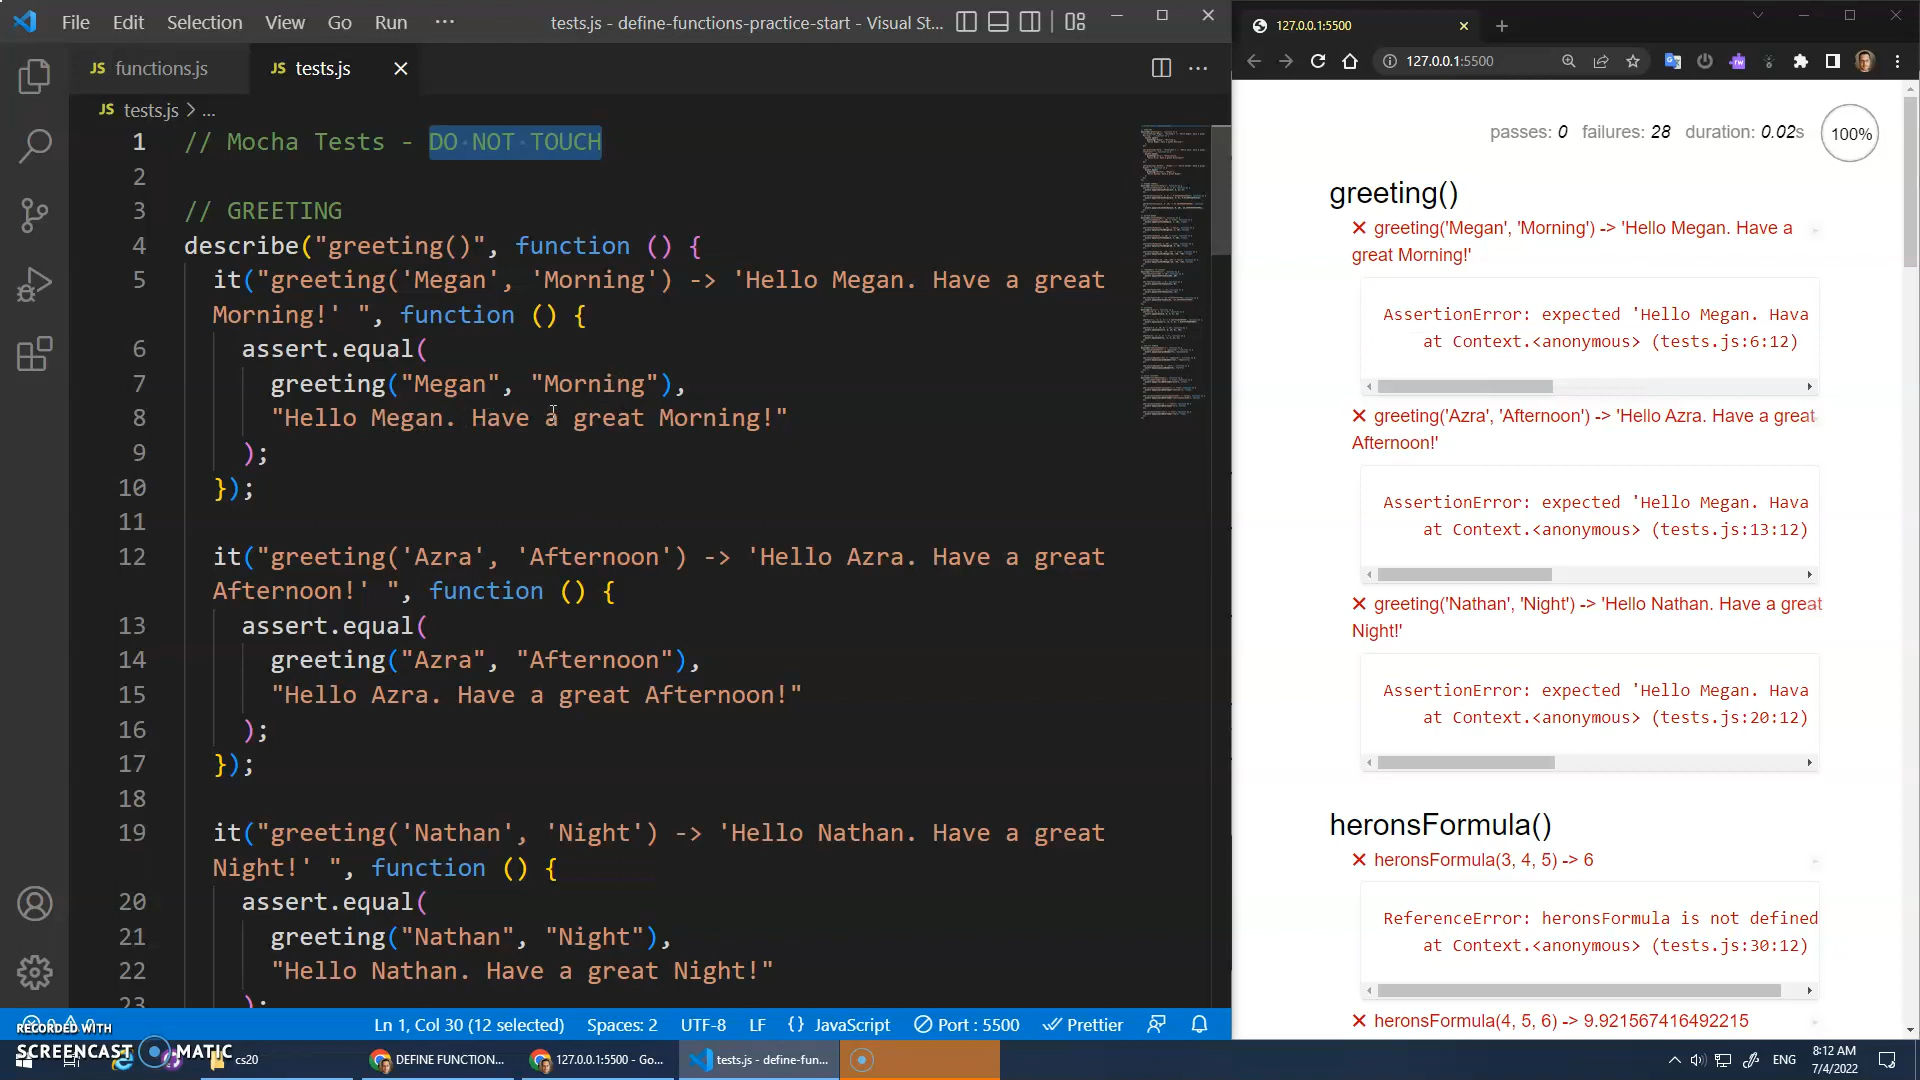 File Edit Selection View Go Run ··· tests.js - define-functions-practice-start - Visual St...
JS functions.js JS tests.js
JS tests.js > ...
1 // Mocha Tests - DO NOT TOUCH
2
3 // GREETING
4 describe("greeting()", function () {
5 it("greeting('Megan', 'Morning') -> 'Hello Megan. Have a great
Morning!' ", function () {
6 assert.equal(
7 greeting("Megan", "Morning"),
8 "Hello Megan. Have a great Morning!"
9 );
10 });
11
12 it("greeting('Azra', 'Afternoon') -> 'Hello Azra. Have a great
Afternoon!' ", function () {
13 assert.equal(
14 greeting("Azra", "Afternoon"),
15 "Hello Azra. Have a great Afternoon!"
16 );
17 });
18
19 it("greeting('Nathan', 'Night') -> 'Hello Nathan. Have a great
Night!' ", function () {
20 assert.equal(
21 greeting("Nathan", "Night"),
22 "Hello Nathan. Have a great Night!"
23 );
Ln 1, Col 30 (12 selected) Spaces: 2 UTF-8 LF {} JavaScript Port : 5500 Prettier
127.0.0.1:5500
127.0.0.1:5500
passes: 0 failures: 28 duration: 0.02s 100%
greeting()
greeting('Megan', 'Morning') -> 'Hello Megan. Have a
great Morning!'
AssertionError: expected 'Hello Megan. Hava
at Context.<anonymous> (tests.js:6:12)
greeting('Azra', 'Afternoon') -> 'Hello Azra. Have a great
Afternoon!'
AssertionError: expected 'Hello Megan. Hava
at Context.<anonymous> (tests.js:13:12)
greeting('Nathan', 'Night') -> 'Hello Nathan. Have a great
Night!'
AssertionError: expected 'Hello Megan. Hava
at Context.<anonymous> (tests.js:20:12)
heronsFormula()
heronsFormula(3, 4, 5) -> 6
ReferenceError: heronsFormula is not defined
at Context.<anonymous> (tests.js:30:12)
heronsFormula(4, 5, 6) -> 9.921567416492215
RECORDED WITH
SCREENCAST MATIC
cs20 DEFINE FUNCTION... 127.0.0.1:5500 - Go... tests.js - define-fun...
ENG 8:12 AM
7/4/2022